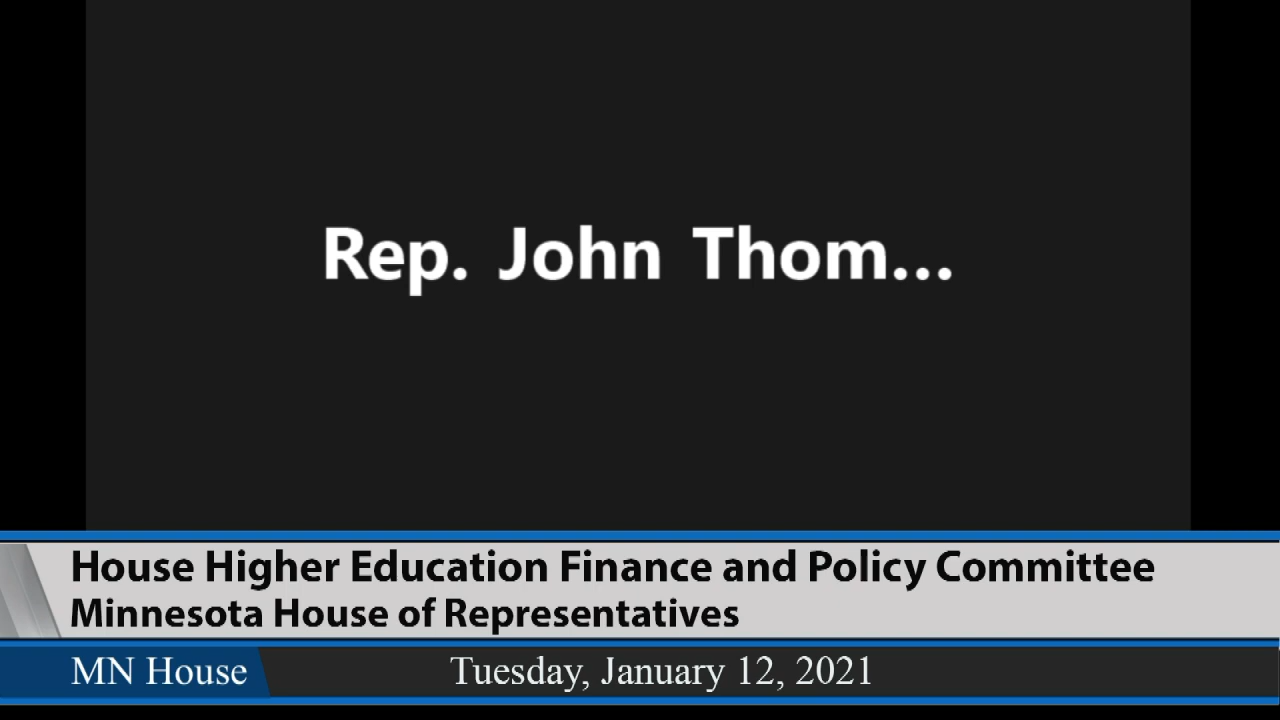 Rep. John Thom...
House Higher Education Finance and Policy Committee
Minnesota House of Representatives
MN House
Tuesday, January 12, 2021